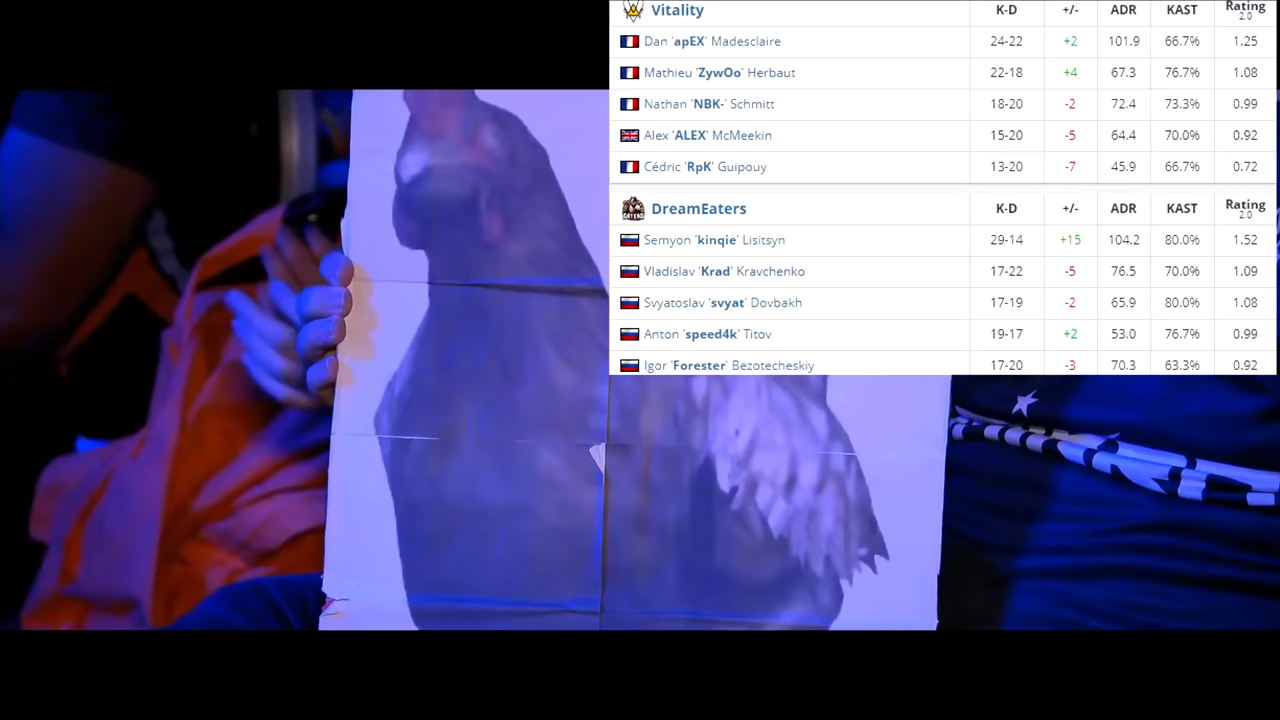 Vitality K-D +/- ADR KAST Rating 2.0
Dan 'apEX' Madesclaire 24-22 +2 101.9 66.7% 1.25
Mathieu 'ZywOo' Herbaut 22-18 +4 67.3 76.7% 1.08
Nathan 'NBK-' Schmitt 18-20 -2 72.4 73.3% 0.99
Alex 'ALEX' McMeekin 15-20 -5 64.4 70.0% 0.92
Cédric 'RpK' Guipouy 13-20 -7 45.9 66.7% 0.72
DreamEaters K-D +/- ADR KAST Rating 2.0
Semyon 'kinqie' Lisitsyn 29-14 +15 104.2 80.0% 1.52
Vladislav 'Krad' Kravchenko 17-22 -5 76.5 70.0% 1.09
Svyatoslav 'svyat' Dovbakh 17-19 -2 65.9 80.0% 1.08
Anton 'speed4k' Titov 19-17 +2 53.0 76.7% 0.99
Igor 'Forester' Bezotecheskiy 17-20 -3 70.3 63.3% 0.92